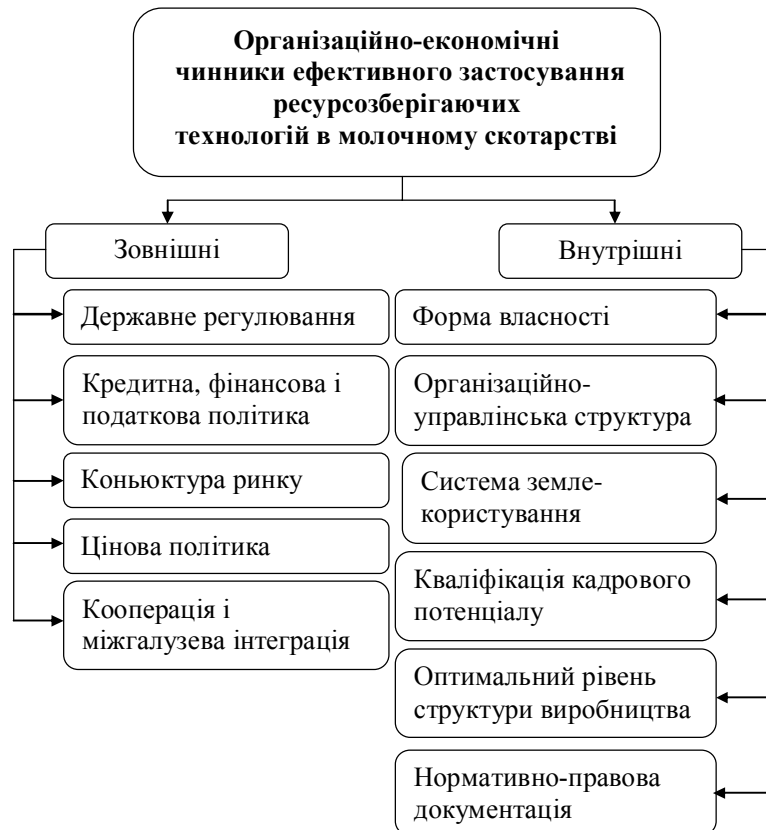 Організаційно-економічні
чинники ефективного застосування
ресурсозберігаючих
технологій в молочному скотарстві
Зовнішні
Державне регулювання
Кредитна, фінансова і
податкова політика
Коньюктура ринку
Цінова політика
Кооперація і
міжгалузева інтеграція
Внутрішні
Форма власності
Організаційно-
управлінська структура
Система земле-
користування
Кваліфікація кадрового
потенціалу
Оптимальний рівень
структури виробництва
Нормативно-правова
документація